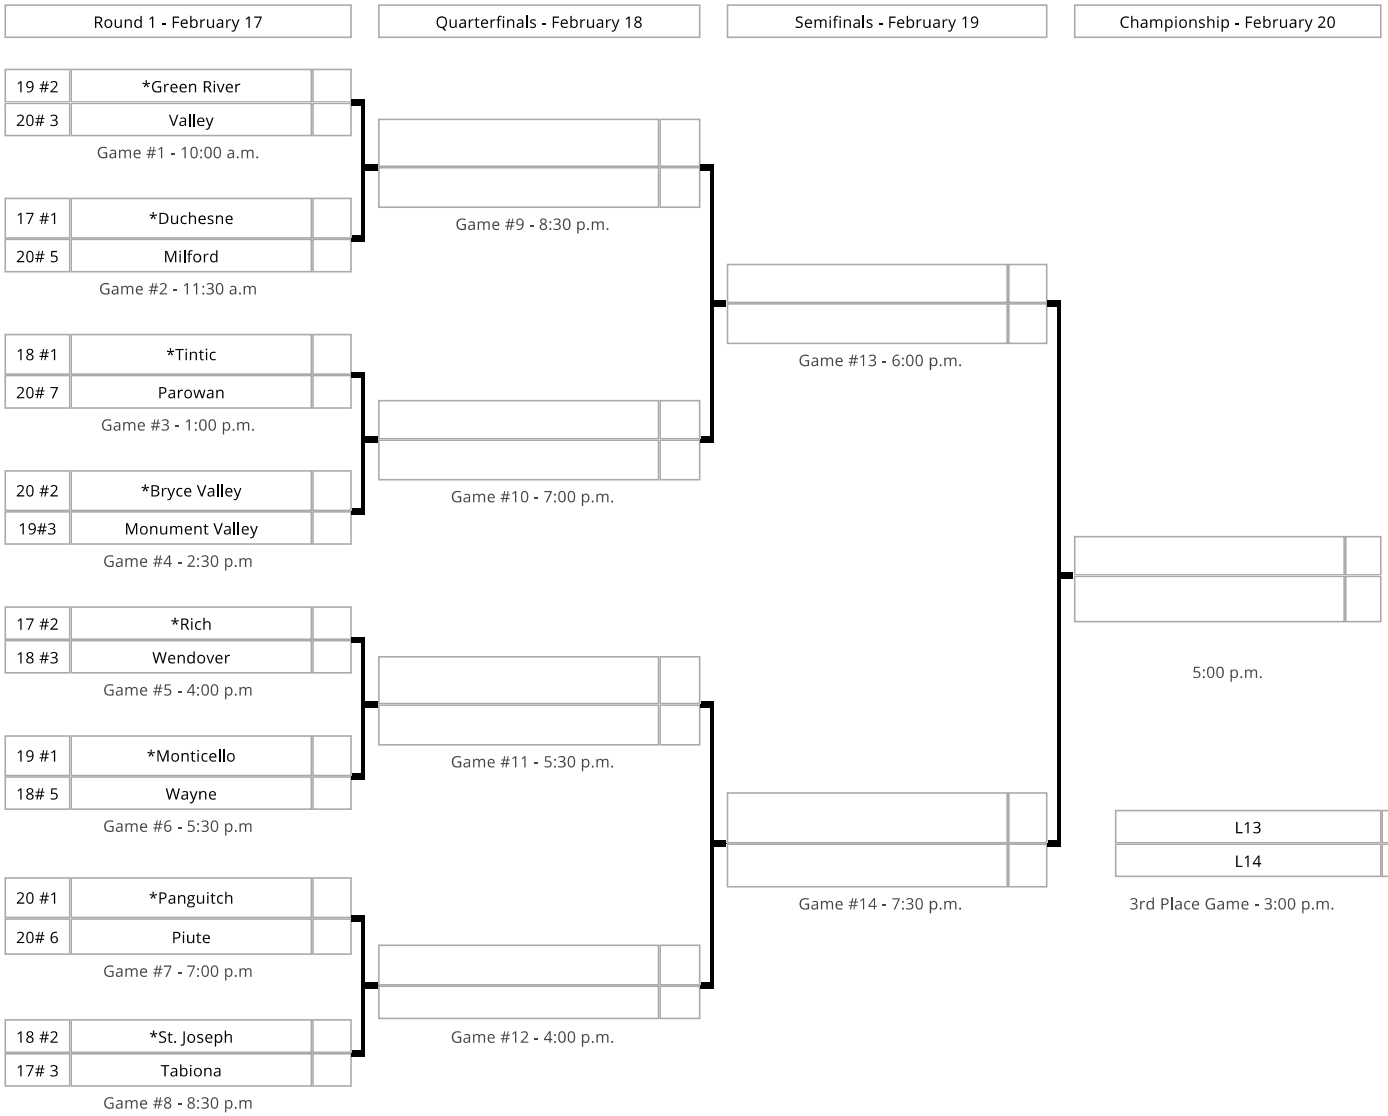 Round 1 - February 17
Quarterfinals - February 18
Semifinals - February 19
Championship - February 20
19 #2 *Green River
20# 3 Valley
Game #1 - 10:00 a.m.
17 #1 *Duchesne
20# 5 Milford
Game #2 - 11:30 a.m
18 #1 *Tintic
20# 7 Parowan
Game #3 - 1:00 p.m.
20 #2 *Bryce Valley
19#3 Monument Valley
Game #4 - 2:30 p.m
17 #2 *Rich
18 #3 Wendover
Game #5 - 4:00 p.m
19 #1 *Monticello
18# 5 Wayne
Game #6 - 5:30 p.m
20 #1 *Panguitch
20# 6 Piute
Game #7 - 7:00 p.m
18 #2 *St. Joseph
17# 3 Tabiona
Game #8 - 8:30 p.m
Game #9 - 8:30 p.m.
Game #10 - 7:00 p.m.
Game #11 - 5:30 p.m.
Game #12 - 4:00 p.m.
Game #13 - 6:00 p.m.
Game #14 - 7:30 p.m.
5:00 p.m.
L13
L14
3rd Place Game - 3:00 p.m.